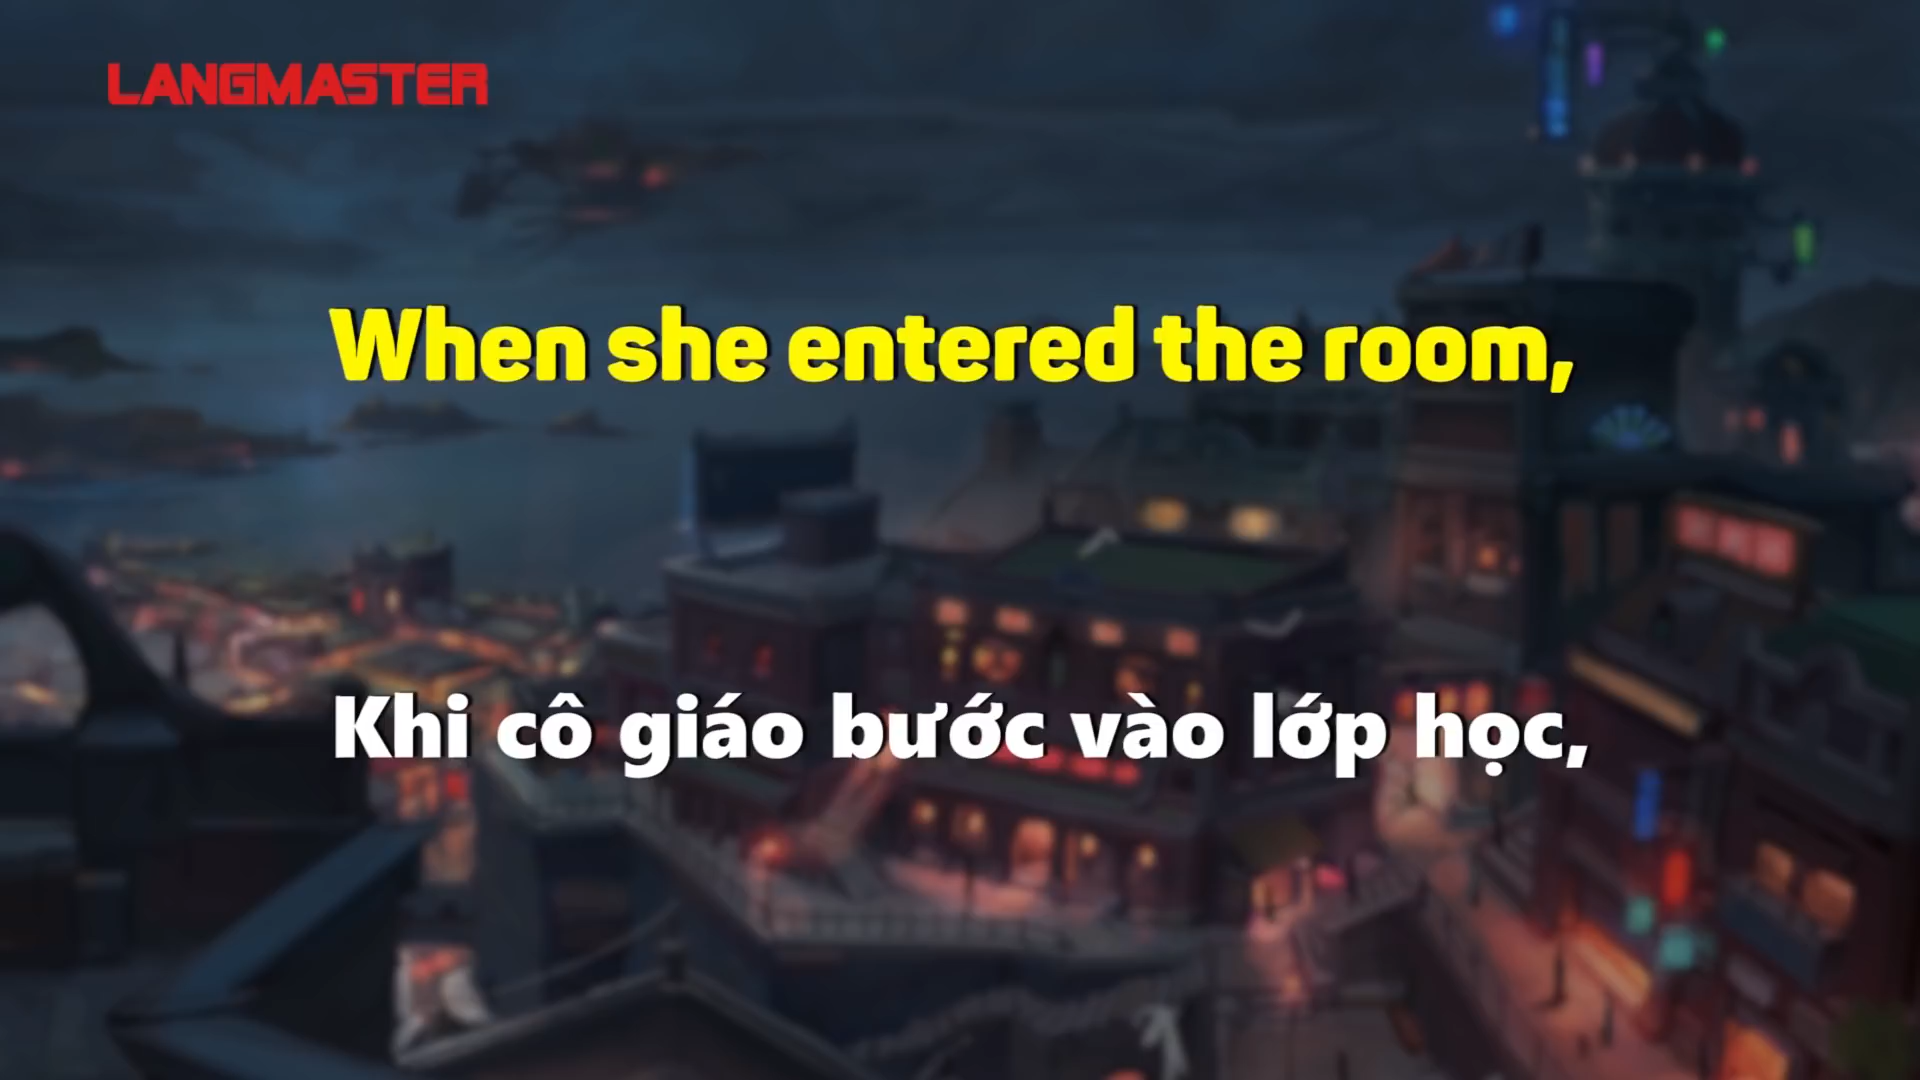 LANGMASTER
When she entered the room,
Khi cô giáo bước vào lớp học,